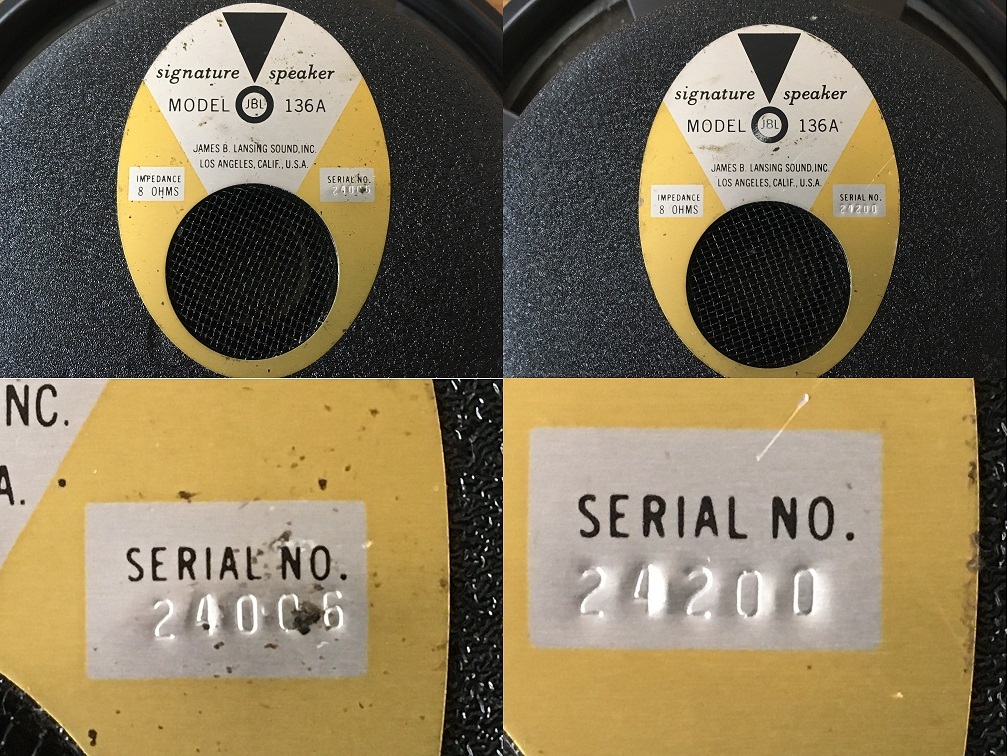 signature speaker
MODEL JBL 136A
JAMES B. LANSING SOUND, INC.
LOS ANGELES, CALIF., U.S.A.
IMPEDANCE
8 OHMS
SERIAL NO.
24006
signature speaker
MODEL JBL 136A
JAMES B. LANSING SOUND, INC.
LOS ANGELES, CALIF., U.S.A.
IMPEDANCE
8 OHMS
SERIAL NO.
24200
NC.
A.
SERIAL NO.
24006
SERIAL NO.
24200